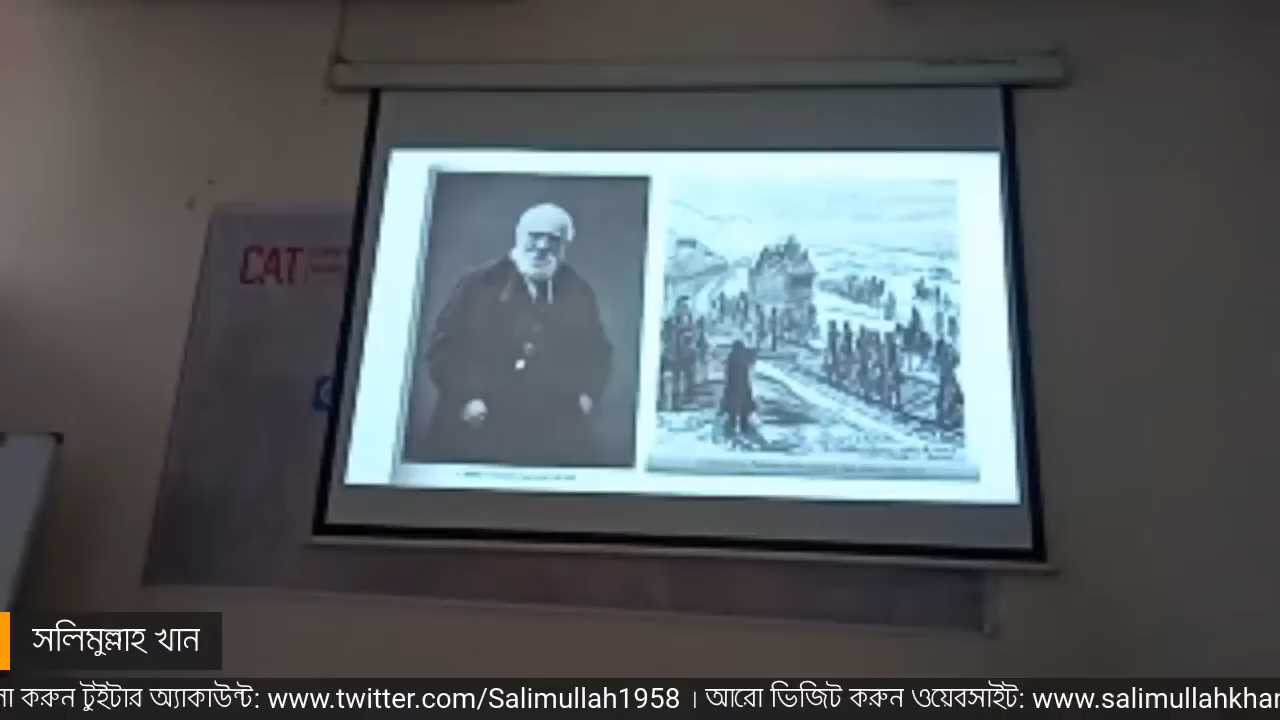 CAT
সলিমুল্লাহ খান
লো করুন টুইটার অ্যাকাউন্ট: www.twitter.com/Salimullah1958 । আরো ভিজিট করুন ওয়েবসাইট: www.salimullahkhan